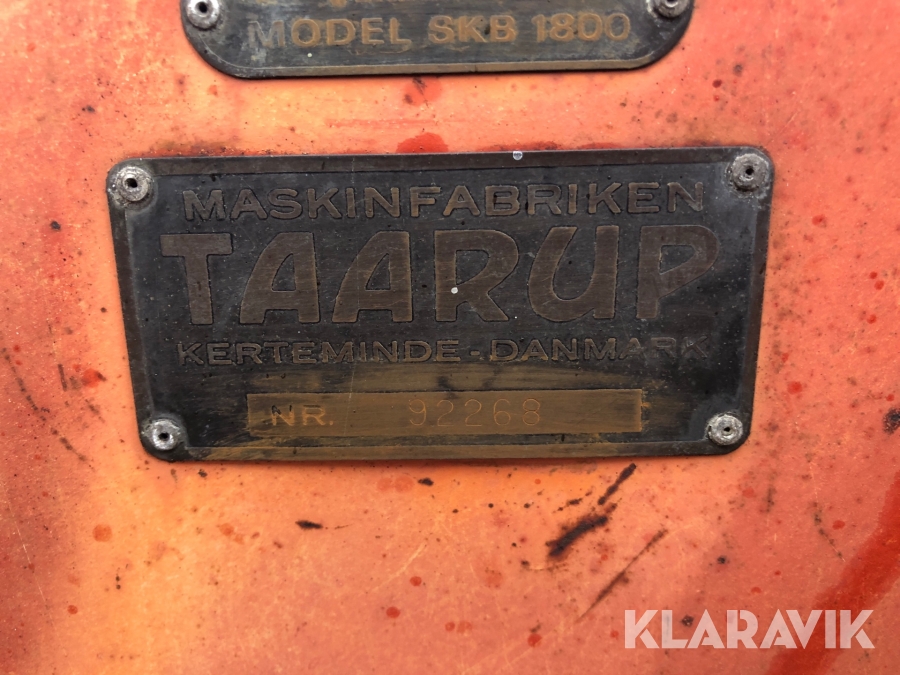 MODEL SKB 1800
MASKINFABRIKEN
TAARUP
KERTEMINDE - DANMARK
NR. 92268
KLARAVIK